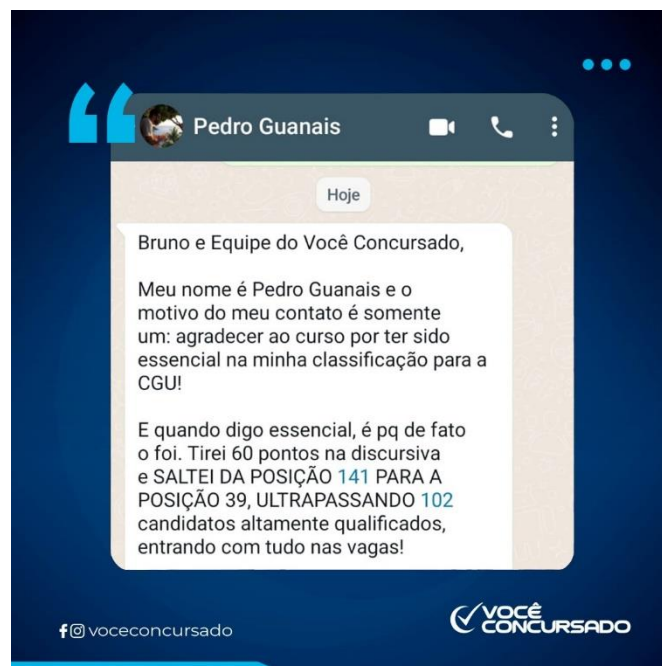 Pedro Guanais
Hoje
Bruno e Equipe do Você Concursado,
Meu nome é Pedro Guanais e o
motivo do meu contato é somente
um: agradecer ao curso por ter sido
essencial na minha classificação para a
CGU!
E quando digo essencial, é pq de fato
o foi. Tirei 60 pontos na discursiva
e SALTEI DA POSIÇÃO 141 PARA A
POSIÇÃO 39, ULTRAPASSANDO 102
candidatos altamente qualificados,
entrando com tudo nas vagas!
voceconcursado
VOCÊ
CONCURSADO